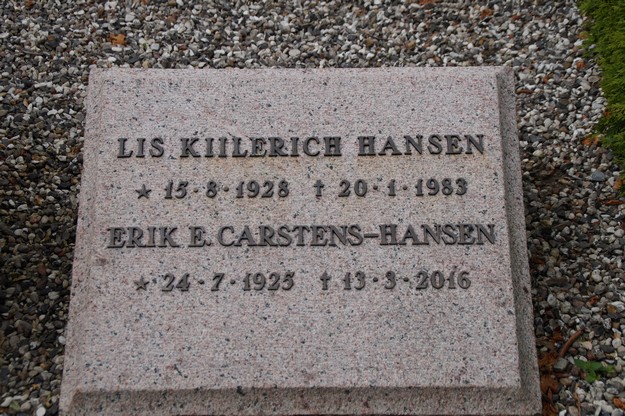 LIS KIILERICH HANSEN
★ 15·8·1928 † 20·1·1983
ERIK E. CARSTENS-HANSEN
★ 24·7·1925 † 13·3·2016